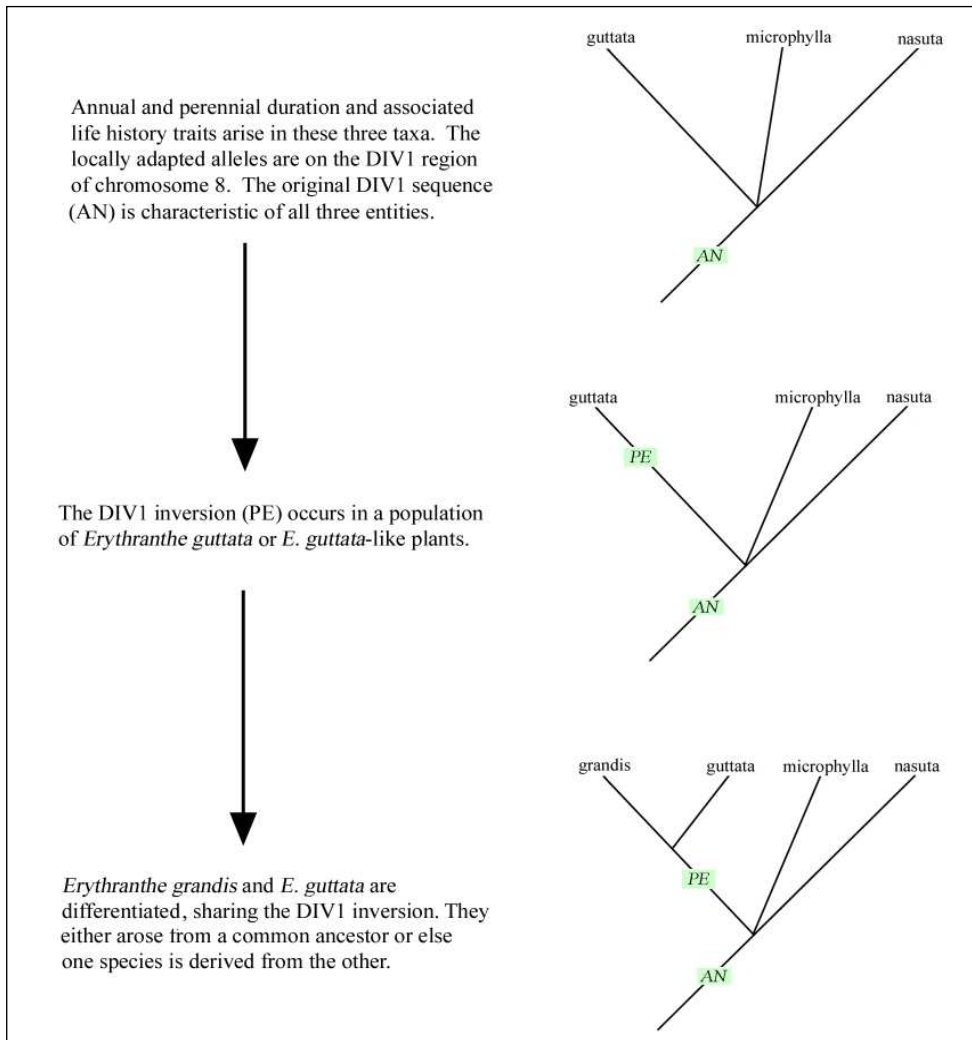 guttata microphylla nasuta
Annual and perennial duration and associated
life history traits arise in these three taxa. The
locally adapted alleles are on the DIV1 region
of chromosome 8. The original DIV1 sequence
(AN) is characteristic of all three entities.
AN
guttata microphylla nasuta
PE
The DIV1 inversion (PE) occurs in a population
of Erythranthe guttata or E. guttata-like plants.
AN
grandis guttata microphylla nasuta
PE
Erythranthe grandis and E. guttata are
differentiated, sharing the DIV1 inversion. They
either arose from a common ancestor or else
one species is derived from the other.
AN